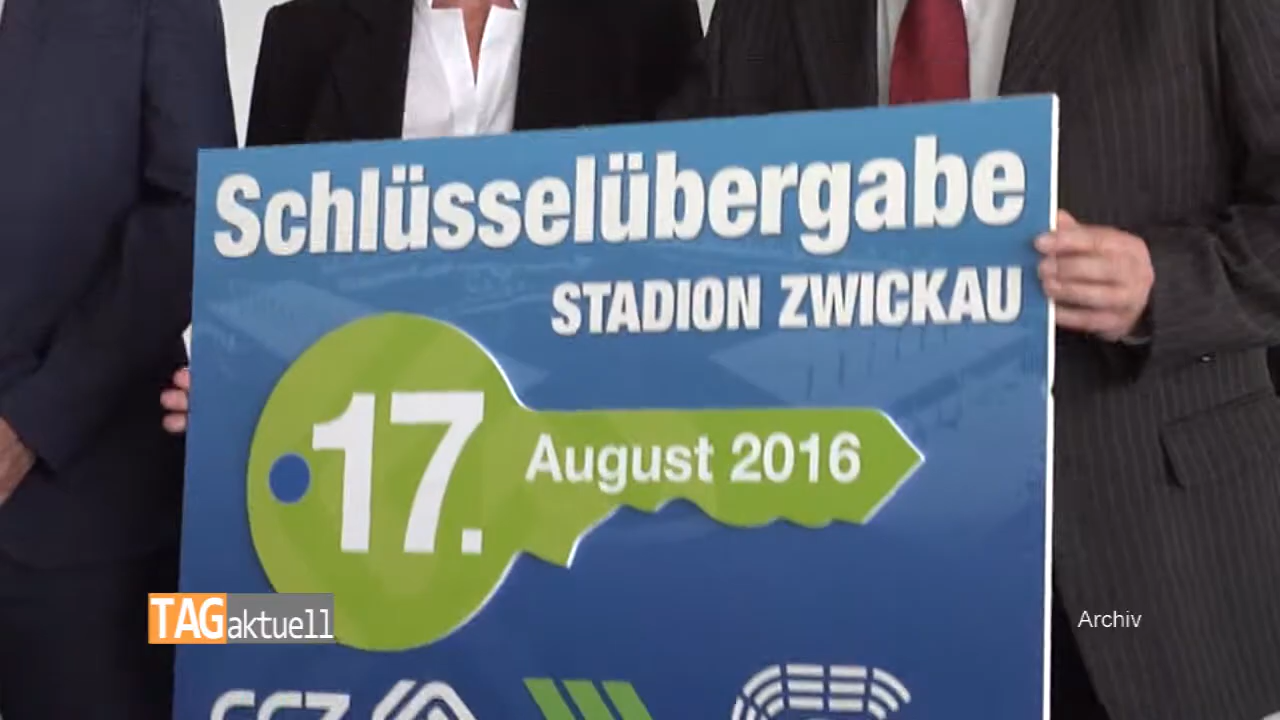 Schlüsselübergabe
STADION ZWICKAU
17.
August 2016
TAGaktuell
Archiv